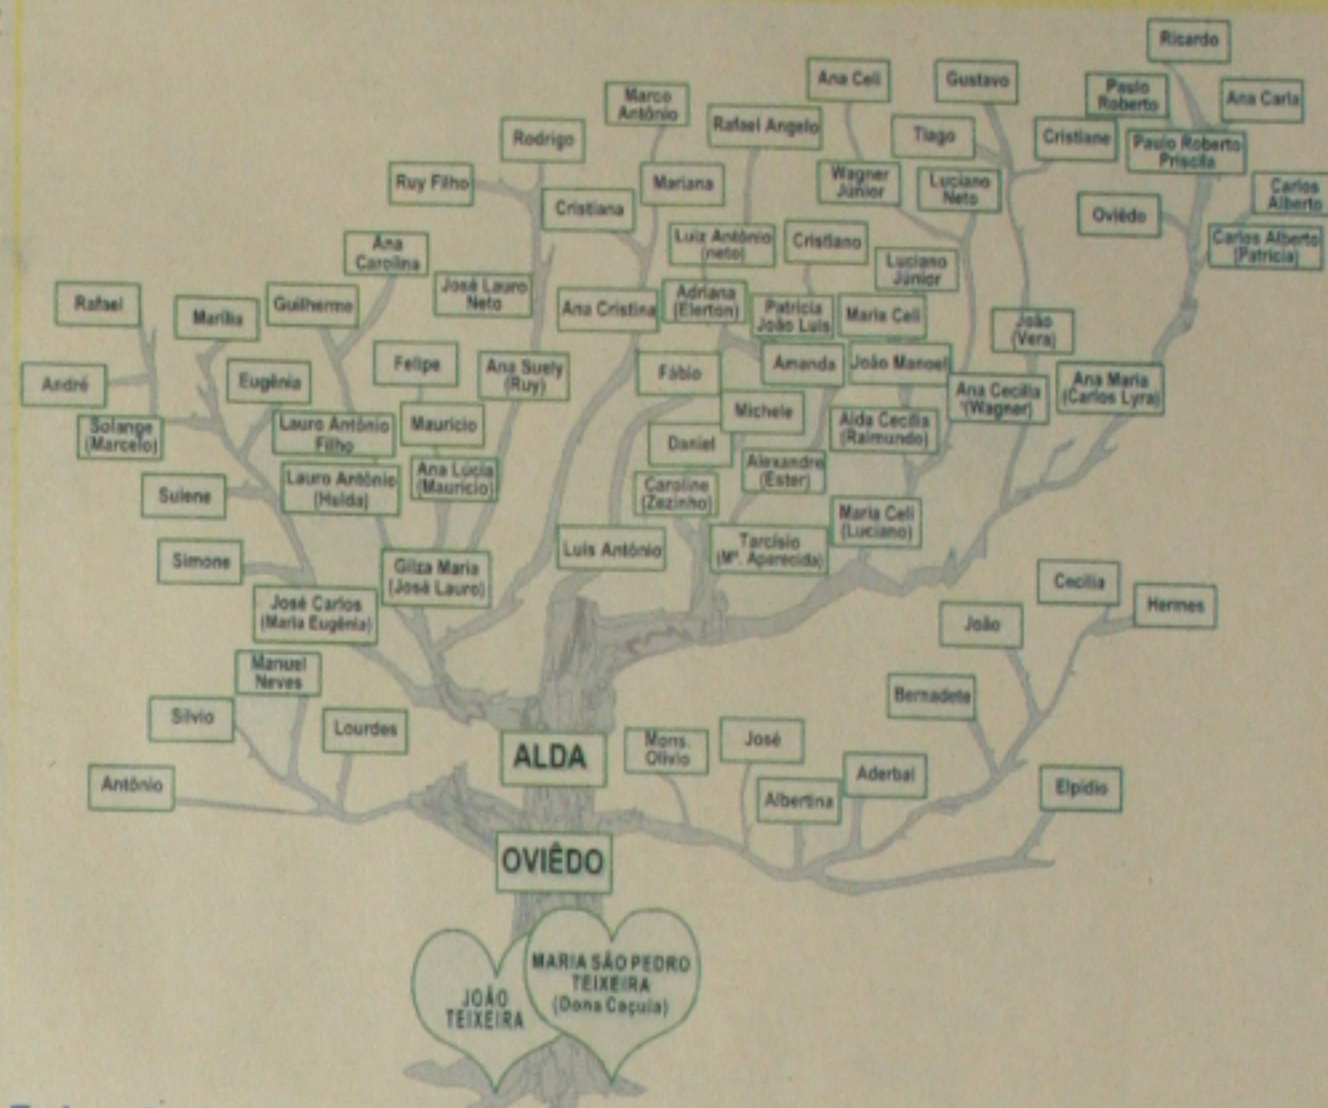 Ricardo
Ana Celi
Gustavo
Paulo
Roberto
Ana Carla
Marco
Antônio
Rafael Angelo
Rodrigo
Tiago
Cristiane
Paulo Roberto
Priscila
Ruy Filho
Mariana
Wagner
Júnior
Luciano
Neto
Carlos
Alberto
Cristiana
Oviêdo
Ana
Carolina
Luiz Antônio
(neto)
Cristiano
Carlos Alberto
(Patrícia)
Luciano
Júnior
Rafael
Marília
Guilherme
José Lauro
Neto
Ana Cristina
Adriana
(Elerton)
Patrícia
João Luis
Maria Celi
João
(Vera)
André
Eugênia
Felipe
Ana Suely
(Ruy)
Fábio
Amanda
João Manoel
Ana Cecília
(Wagner)
Ana Maria
(Carlos Lyra)
Solange
(Marcelo)
Lauro Antônio
Filho
Maurício
Michele
Daniel
Alda Cecília
(Raimundo)
Sulene
Lauro Antônio
(Helda)
Ana Lúcia
(Maurício)
Caroline
(Zezinho)
Alexandre
(Ester)
Maria Celi
(Luciano)
Simone
Gilza Maria
(José Lauro)
Luis Antônio
Tarcísio
(Mª. Aparecida)
José Carlos
(Maria Eugênia)
Cecília
Hermes
João
Manuel
Neves
Bernadete
Silvio
Lourdes
ALDA
Mons.
Olívio
José
Antônio
Albertina
Aderbal
Elpídio
OVIÊDO
JOÃO
TEIXEIRA
MARIA SÃO PEDRO
TEIXEIRA
(Dona Caçula)